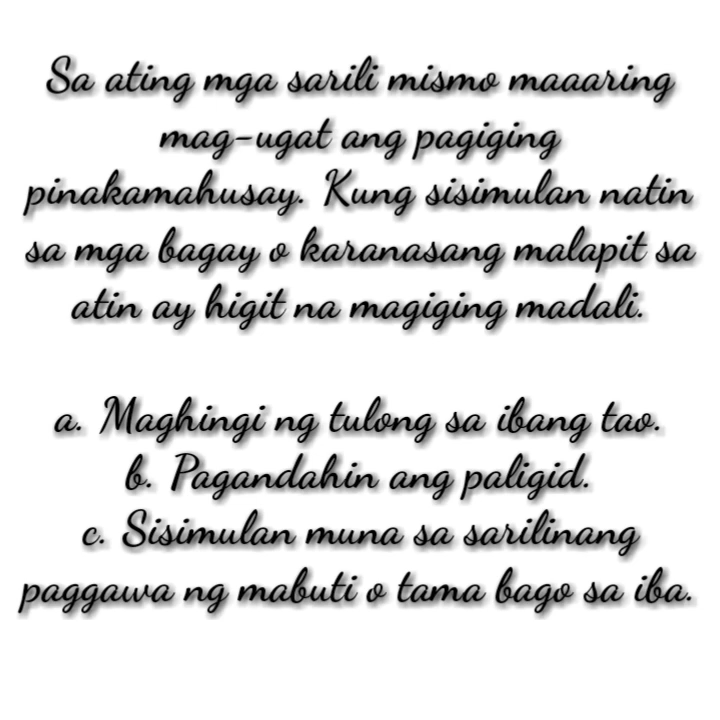 Sa ating mga sarili mismo maaaring
mag-ugat ang pagiging
pinakamahusay. Kung sisimulan natin
sa mga bagay o karanasang malapit sa
atin ay higit na magiging madali.
a. Maghingi ng tulong sa ibang tao.
b. Pagandahin ang paligid.
c. Sisimulan muna sa sarilinang
paggawa ng mabuti o tama bago sa iba.